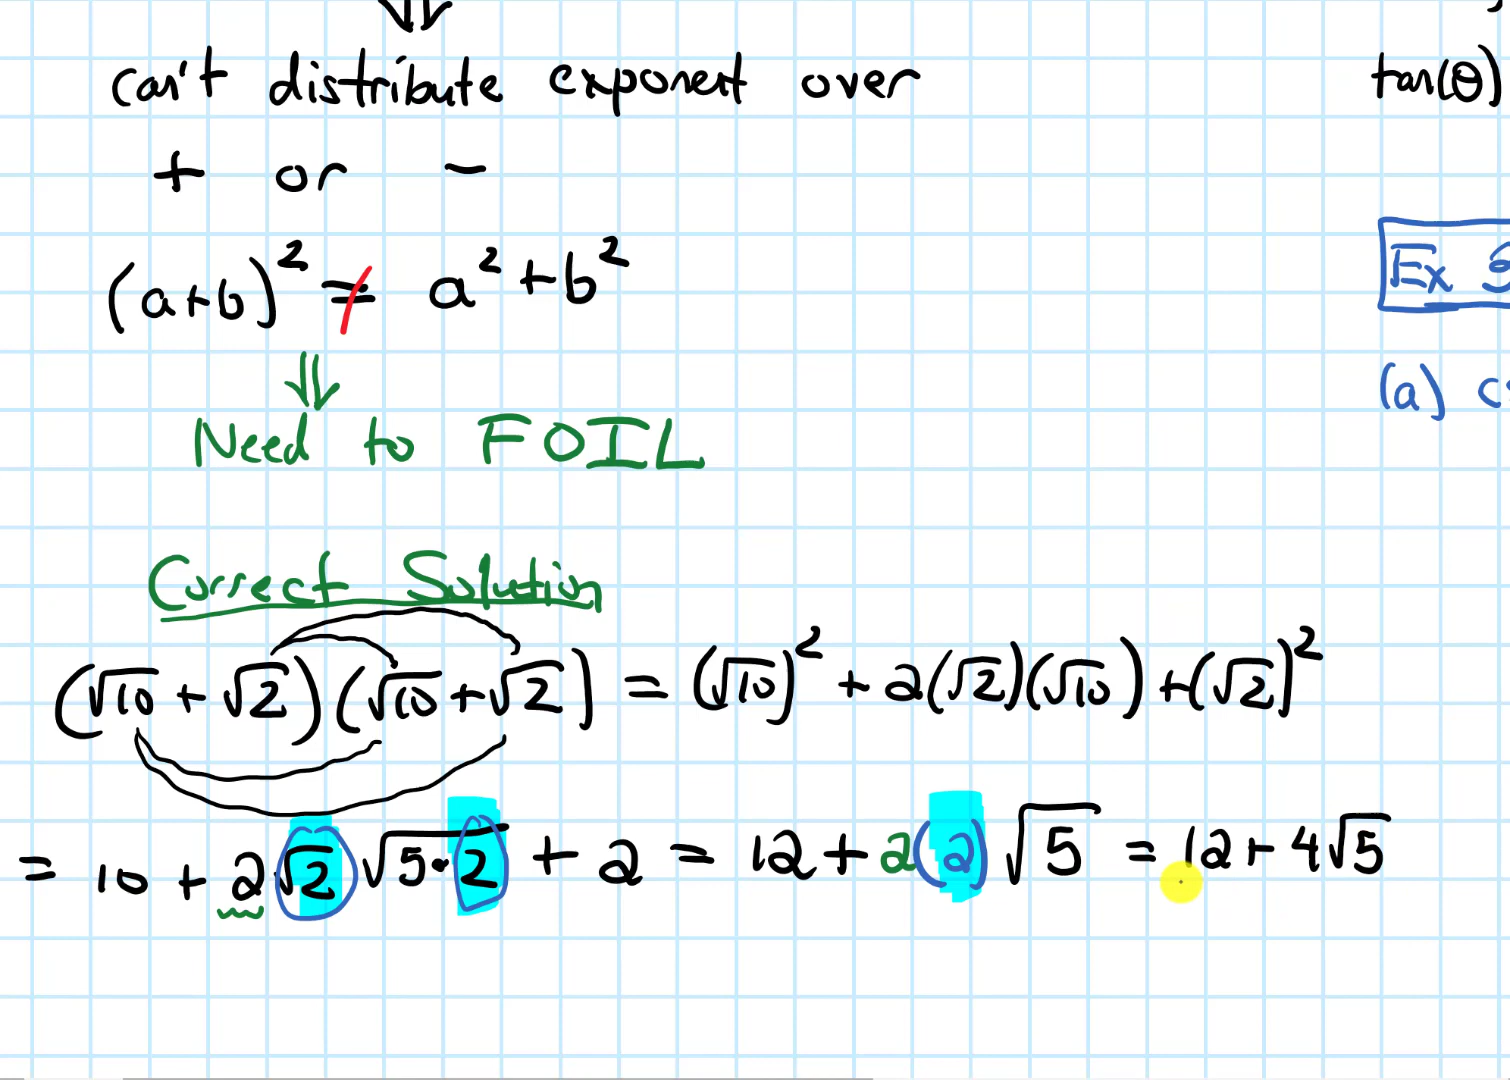 can't distribute exponent over
+ or -
(a+b)² ≠ a² + b²
⇓
Need to FOIL
Correct Solution
(√10 + √2)(√10 + √2) = (√10)² + 2(√2)(√10) + (√2)²
= 10 + 2√2 √5·2 + 2 = 12 + 2(2)√5 = 12 + 4√5
tan(θ)
Ex
(a)